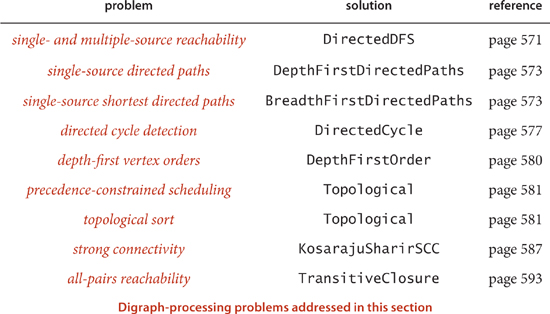 problem solution reference
single- and multiple-source reachability DirectedDFS page 571
single-source directed paths DepthFirstDirectedPaths page 573
single-source shortest directed paths BreadthFirstDirectedPaths page 573
directed cycle detection DirectedCycle page 577
depth-first vertex orders DepthFirstOrder page 580
precedence-constrained scheduling Topological page 581
topological sort Topological page 581
strong connectivity KosarajuSharirSCC page 587
all-pairs reachability TransitiveClosure page 593
Digraph-processing problems addressed in this section